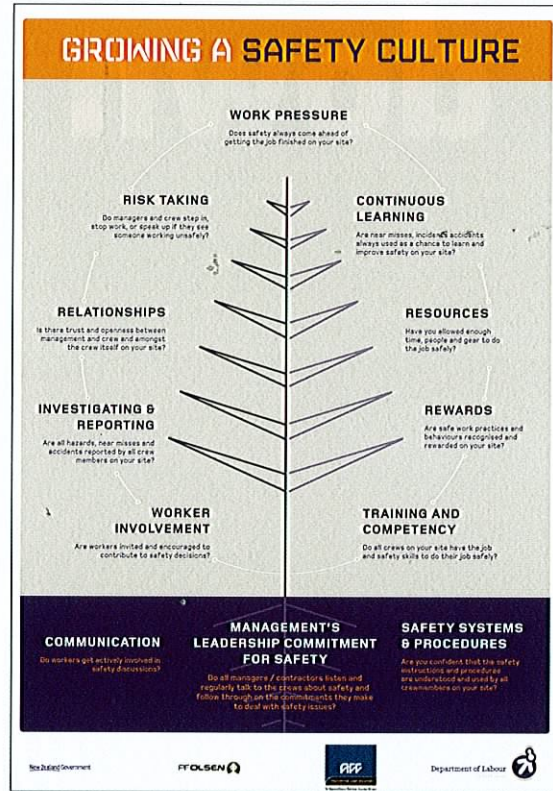 GROWING A SAFETY CULTURE
WORK PRESSURE
Does safety always come ahead of
getting the job finished on your site?
RISK TAKING
Do managers and crew step in,
stop work, or speak up if they see
someone working unsafely?
CONTINUOUS
LEARNING
Are near misses, incidents accidents
always used as a chance to learn and
improve safety on your site?
RELATIONSHIPS
Is there trust and openness between
management and crew and amongst
the crew itself on your site?
RESOURCES
Have you allowed enough
time, people and gear to do
the job safely?
INVESTIGATING &
REPORTING
Are all hazards, near misses and
accidents reported by all crew
members on your site?
REWARDS
Are safe work practices and
behaviours recognised and
rewarded on your site?
WORKER
INVOLVEMENT
Are workers invited and encouraged to
contribute to safety decisions?
TRAINING AND
COMPETENCY
Do all crews on your site have the job
and safety skills to do their job safely?
COMMUNICATION
Do workers get actively involved in
safety discussions?
MANAGEMENT'S
LEADERSHIP COMMITMENT
FOR SAFETY
Do all managers / contractors listen and
regularly talk to the crews about safety and
follow through on the commitments they make
to deal with safety issues?
SAFETY SYSTEMS
& PROCEDURES
Are you confident that the safety
instructions and procedures
are understood and used by all
crewmembers on your site?
New Zealand Government
PF OLSEN
Department of Labour